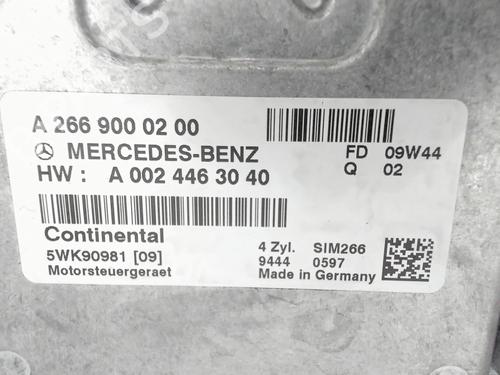 A 266 900 02 00
MERCEDES-BENZ FD 09W44
HW : A 002 446 30 40 Q 02
Continental
5WK90981 [09] 4 Zyl. SIM266
Motorsteuergeraet 9444 0597
Made in Germany